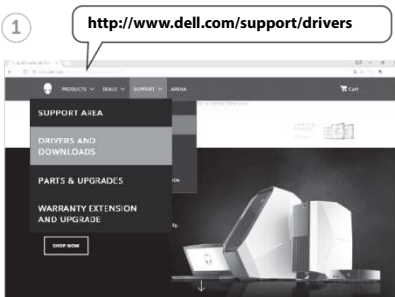 1
http://www.dell.com/support/drivers
PRODUCTS DEALS SUPPORT ARENA Cart
SUPPORT AREA
DRIVERS AND
DOWNLOADS
PARTS & UPGRADES
WARRANTY EXTENSION
AND UPGRADE
SHOP NOW